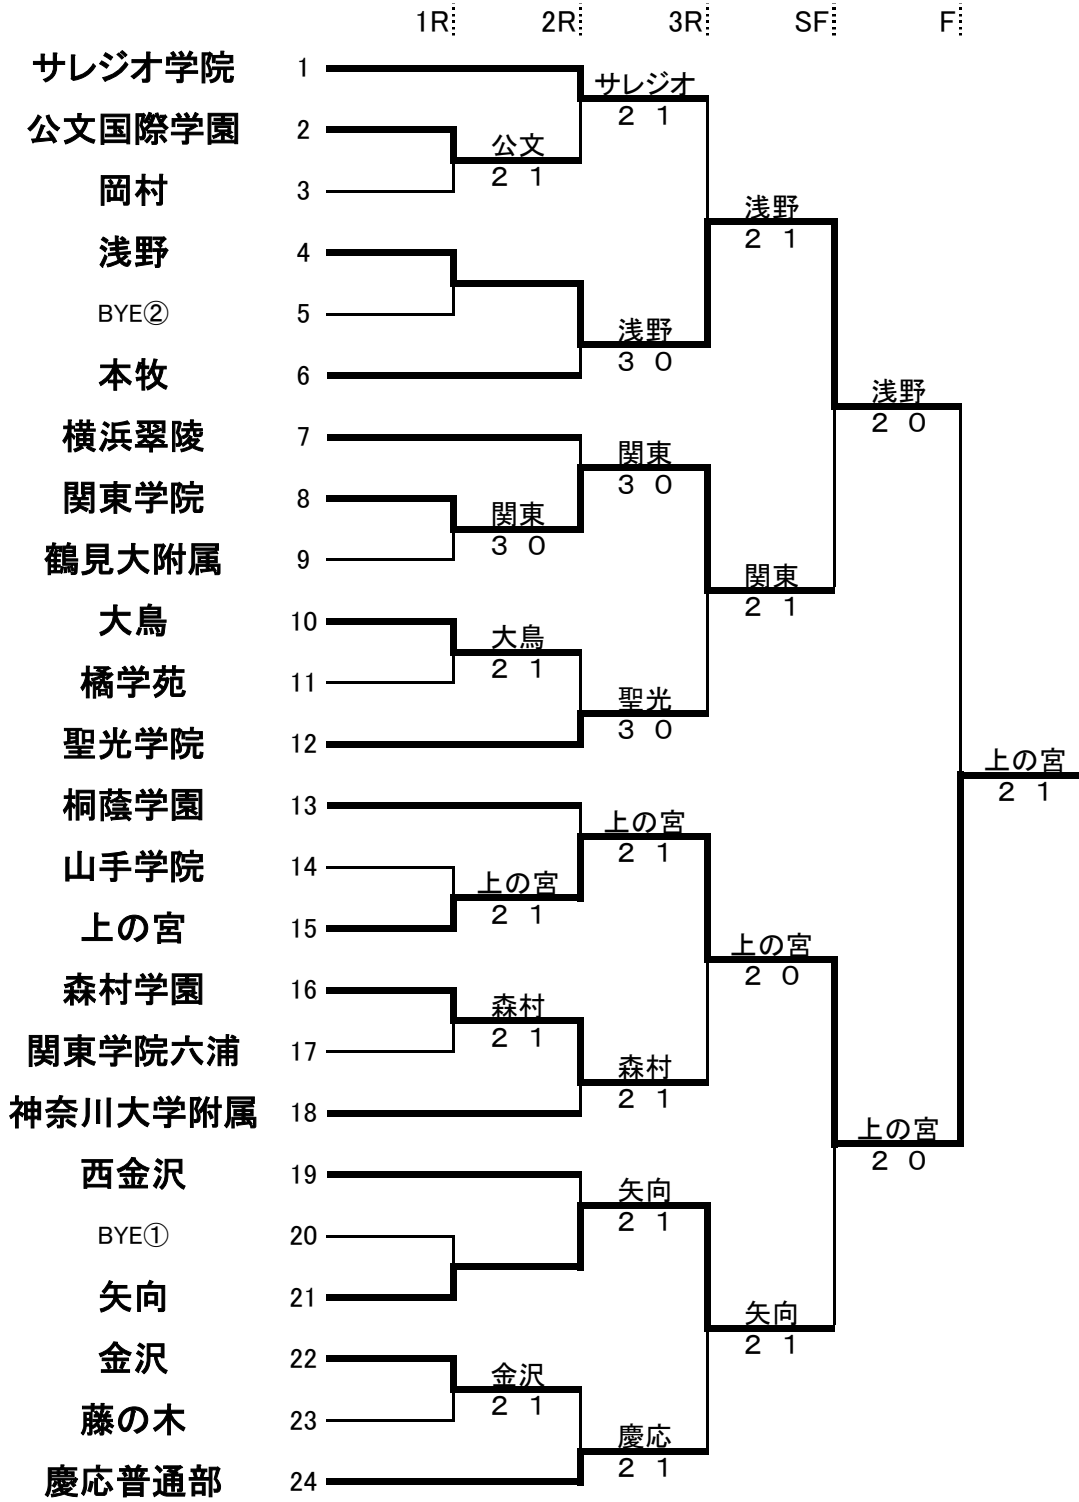 1R 2R 3R SF F
サレジオ学院 1
サレジオ
2 1
公文国際学園 2
公文
2 1
岡村 3
浅野
2 1
浅野 4
BYE② 5
浅野
3 0
本牧 6
浅野
2 0
横浜翠陵 7
関東
3 0
関東学院 8
関東
3 0
鶴見大附属 9
関東
2 1
大鳥 10
大鳥
2 1
橘学苑 11
聖光
3 0
聖光学院 12
上の宮
2 1
桐蔭学園 13
上の宮
2 1
山手学院 14
上の宮
2 1
上の宮 15
上の宮
2 0
森村学園 16
森村
2 1
関東学院六浦 17
森村
2 1
神奈川大学附属 18
上の宮
2 0
西金沢 19
矢向
2 1
BYE① 20
矢向 21
矢向
2 1
金沢 22
金沢
2 1
藤の木 23
慶応
2 1
慶応普通部 24